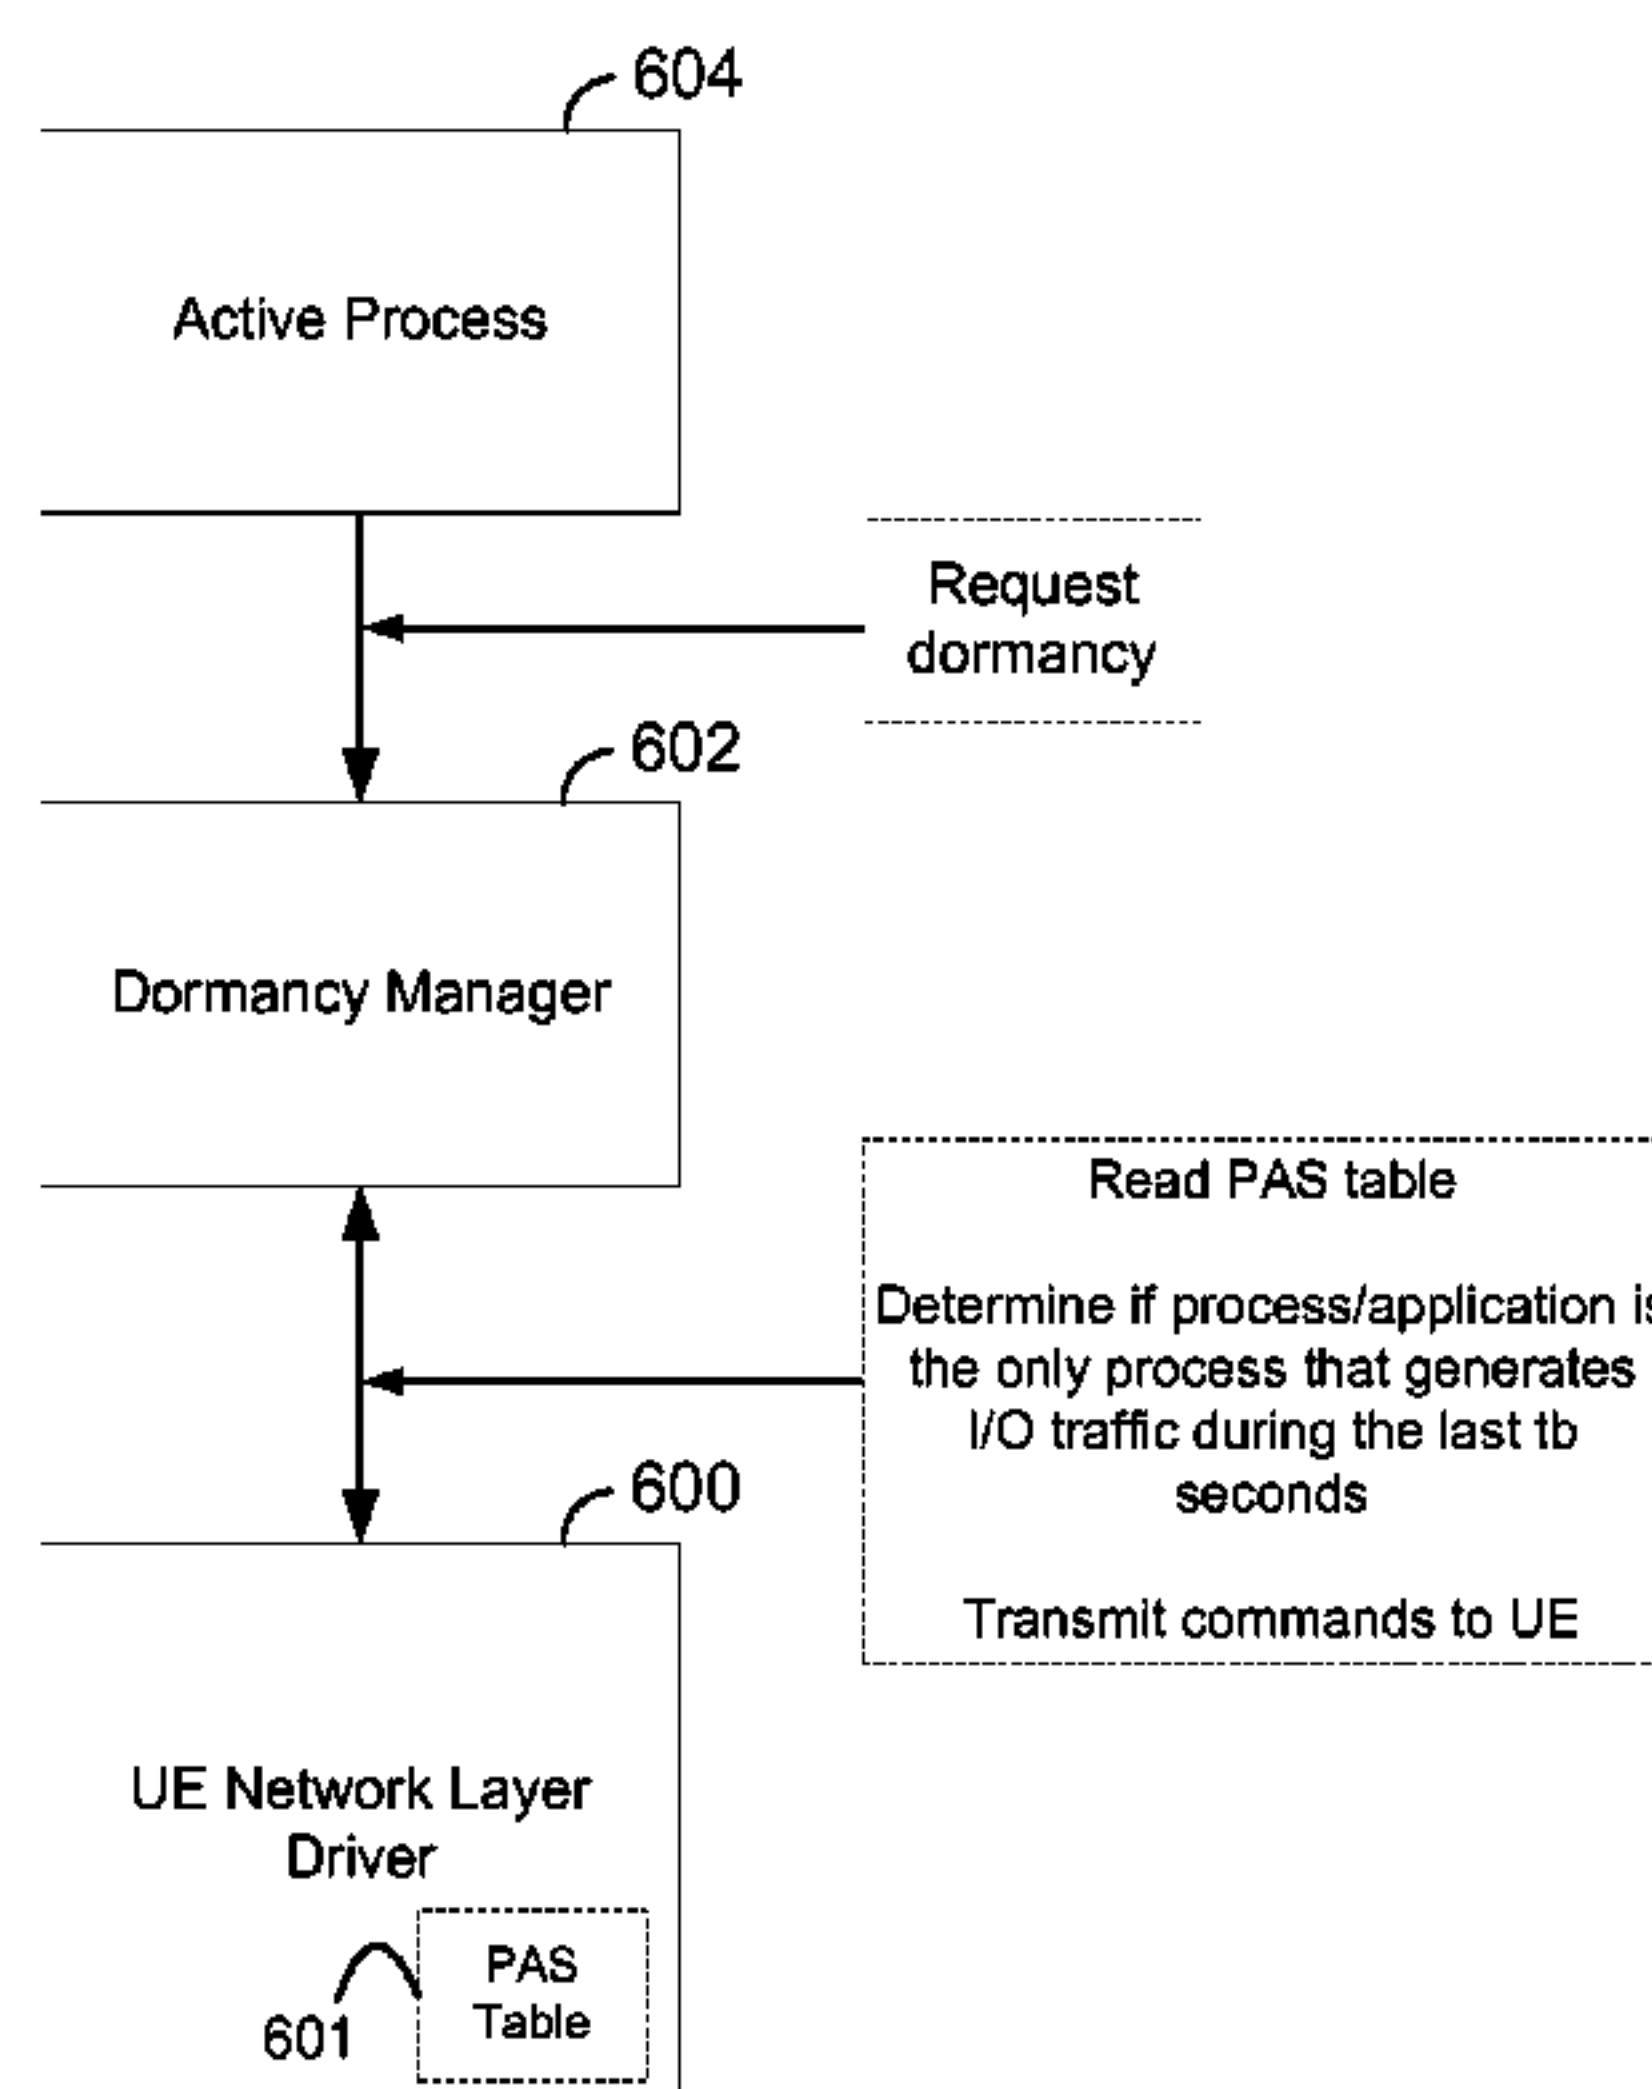 604
Active Process
Request
dormancy
602
Dormancy Manager
Read PAS table
Determine if process/application is
the only process that generates
I/O traffic during the last tb
seconds
Transmit commands to UE
600
UE Network Layer
Driver
PAS
Table
601